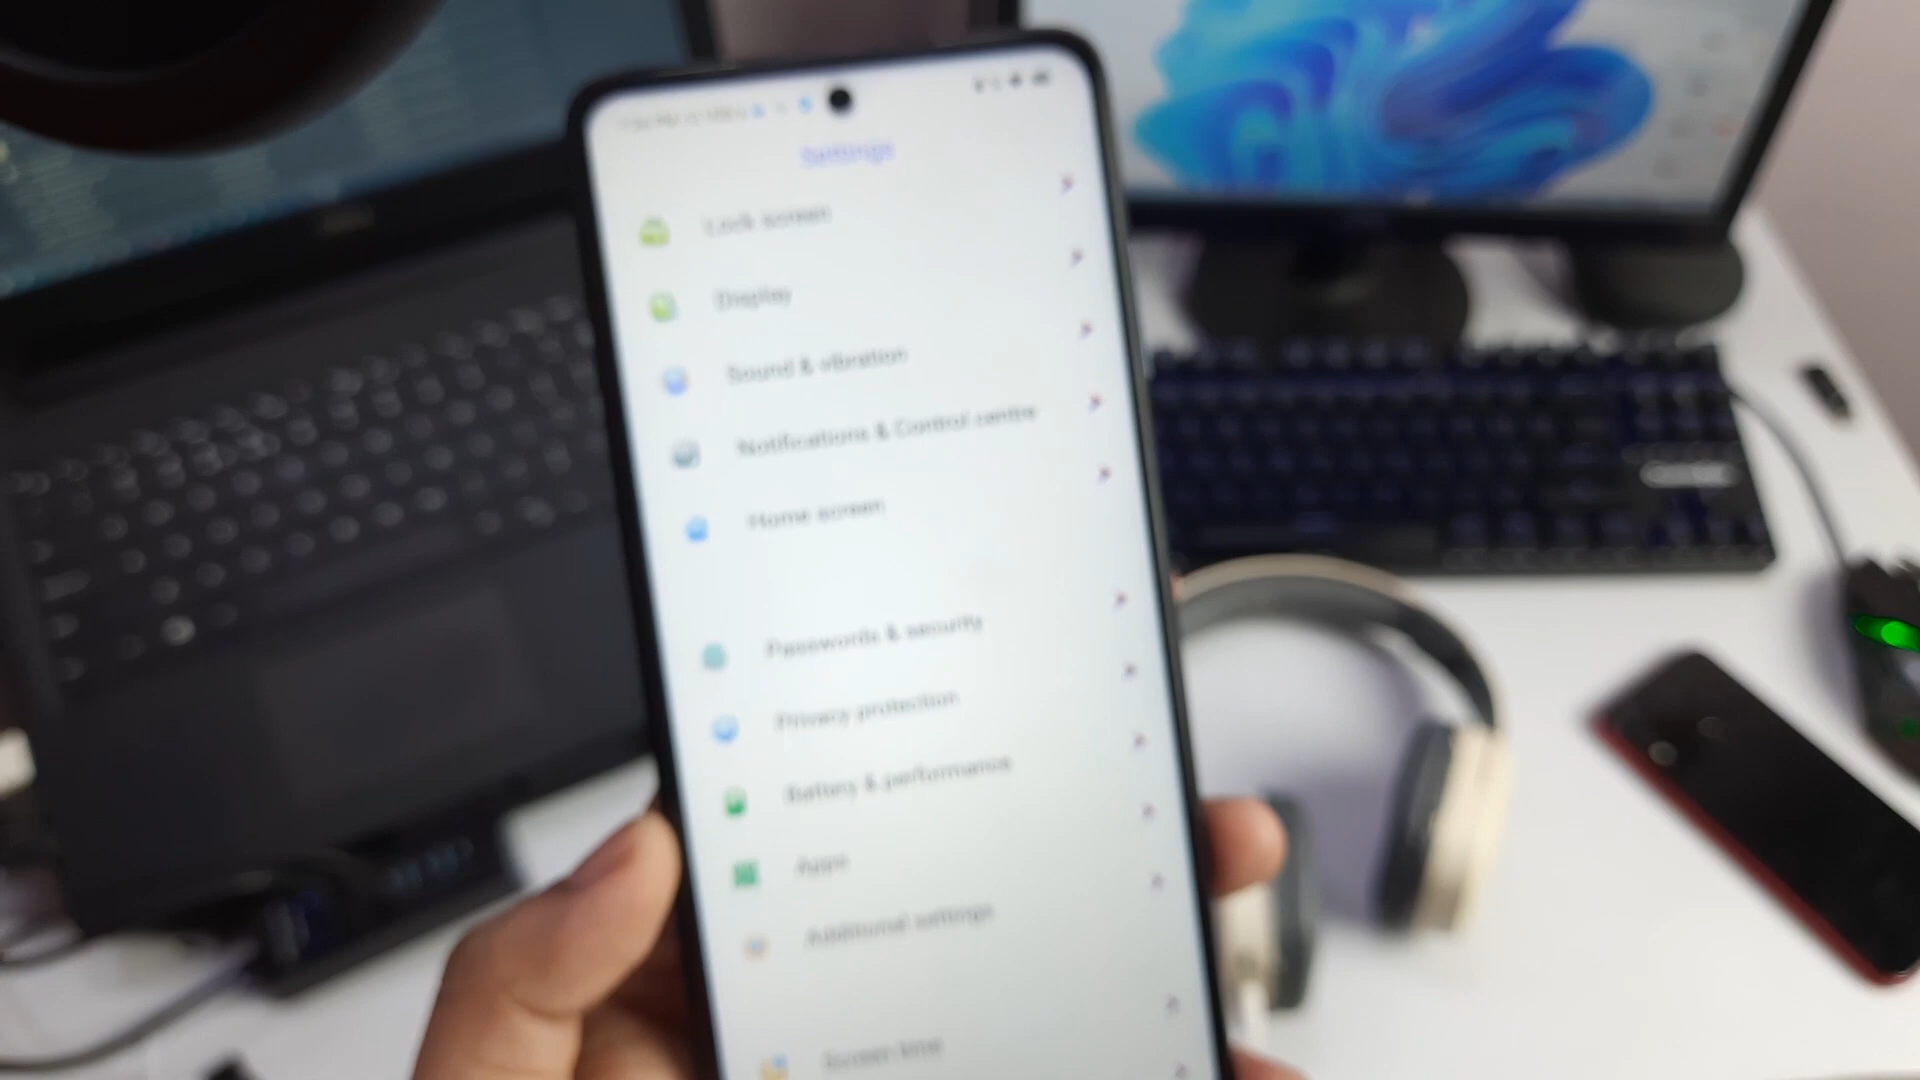 Settings
Lock screen
Display
Sound & vibration
Notifications & Control centre
Home screen
Passwords & security
Privacy protection
Battery & performance
Apps
Additional settings
Screen time